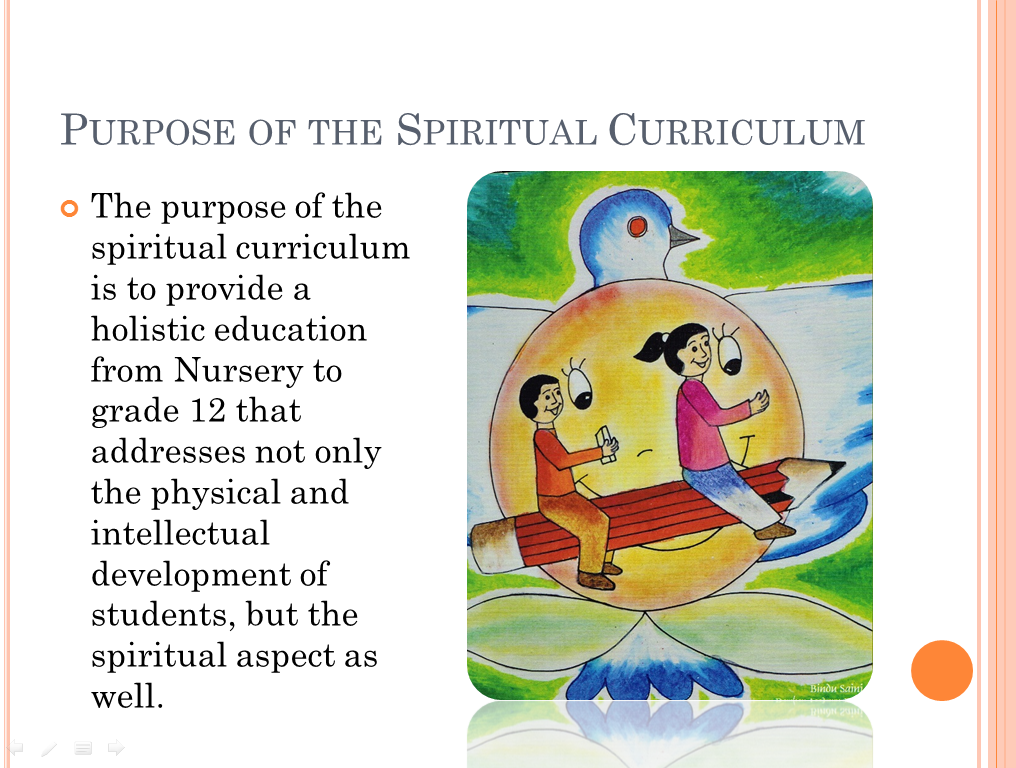 PURPOSE OF THE SPIRITUAL CURRICULUM
The purpose of the
spiritual curriculum
is to provide a
holistic education
from Nursery to
grade 12 that
addresses not only
the physical and
intellectual
development of
students, but the
spiritual aspect as
well.
Bindu Saini